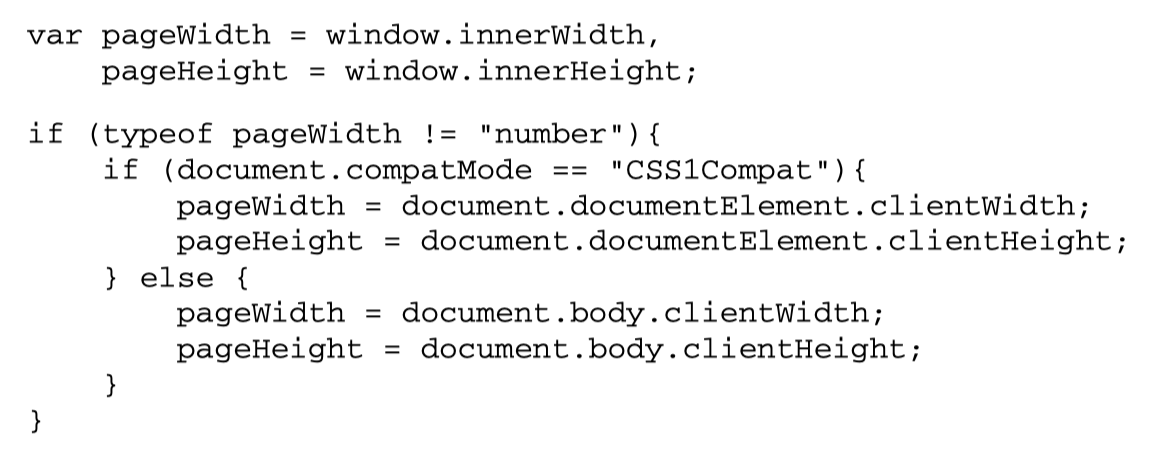 var pageWidth = window.innerWidth,
    pageHeight = window.innerHeight;

if (typeof pageWidth != "number"){
    if (document.compatMode == "CSS1Compat"){
        pageWidth = document.documentElement.clientWidth;
        pageHeight = document.documentElement.clientHeight;
    } else {
        pageWidth = document.body.clientWidth;
        pageHeight = document.body.clientHeight;
    }
}